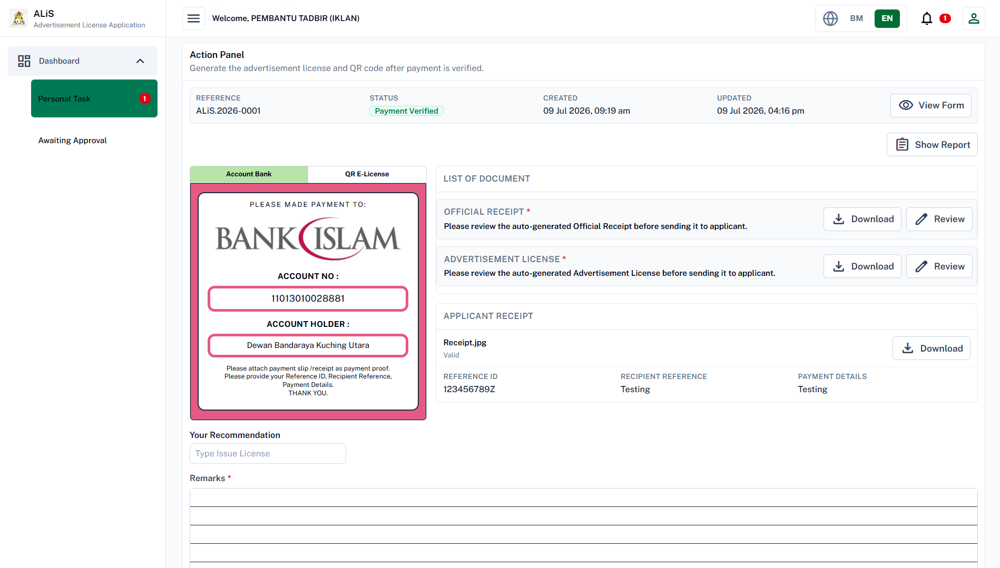 ALiS
Advertisement License Application
Welcome, PEMBANTU TADBIR (IKLAN)
BM
EN
1
Dashboard
Personal Task
1
Awaiting Approval
Action Panel
Generate the advertisement license and QR code after payment is verified.
REFERENCE
ALiS.2026-0001
STATUS
Payment Verified
CREATED
09 Jul 2026, 09:19 am
UPDATED
09 Jul 2026, 04:16 pm
View Form
Show Report
Account Bank
QR E-License
PLEASE MADE PAYMENT TO:
BANK ISLAM
ACCOUNT NO :
11013010028881
ACCOUNT HOLDER :
Dewan Bandaraya Kuching Utara
Please attach payment slip /receipt as payment proof.
Please provide your Reference ID, Recipient Reference,
Payment Details.
THANK YOU.
LIST OF DOCUMENT
OFFICIAL RECEIPT *
Please review the auto-generated Official Receipt before sending it to applicant.
Download
Review
ADVERTISEMENT LICENSE *
Please review the auto-generated Advertisement License before sending it to applicant.
Download
Review
APPLICANT RECEIPT
Receipt.jpg
Valid
Download
REFERENCE ID
123456789Z
RECIPIENT REFERENCE
Testing
PAYMENT DETAILS
Testing
Your Recommendation
Type Issue License
Remarks *